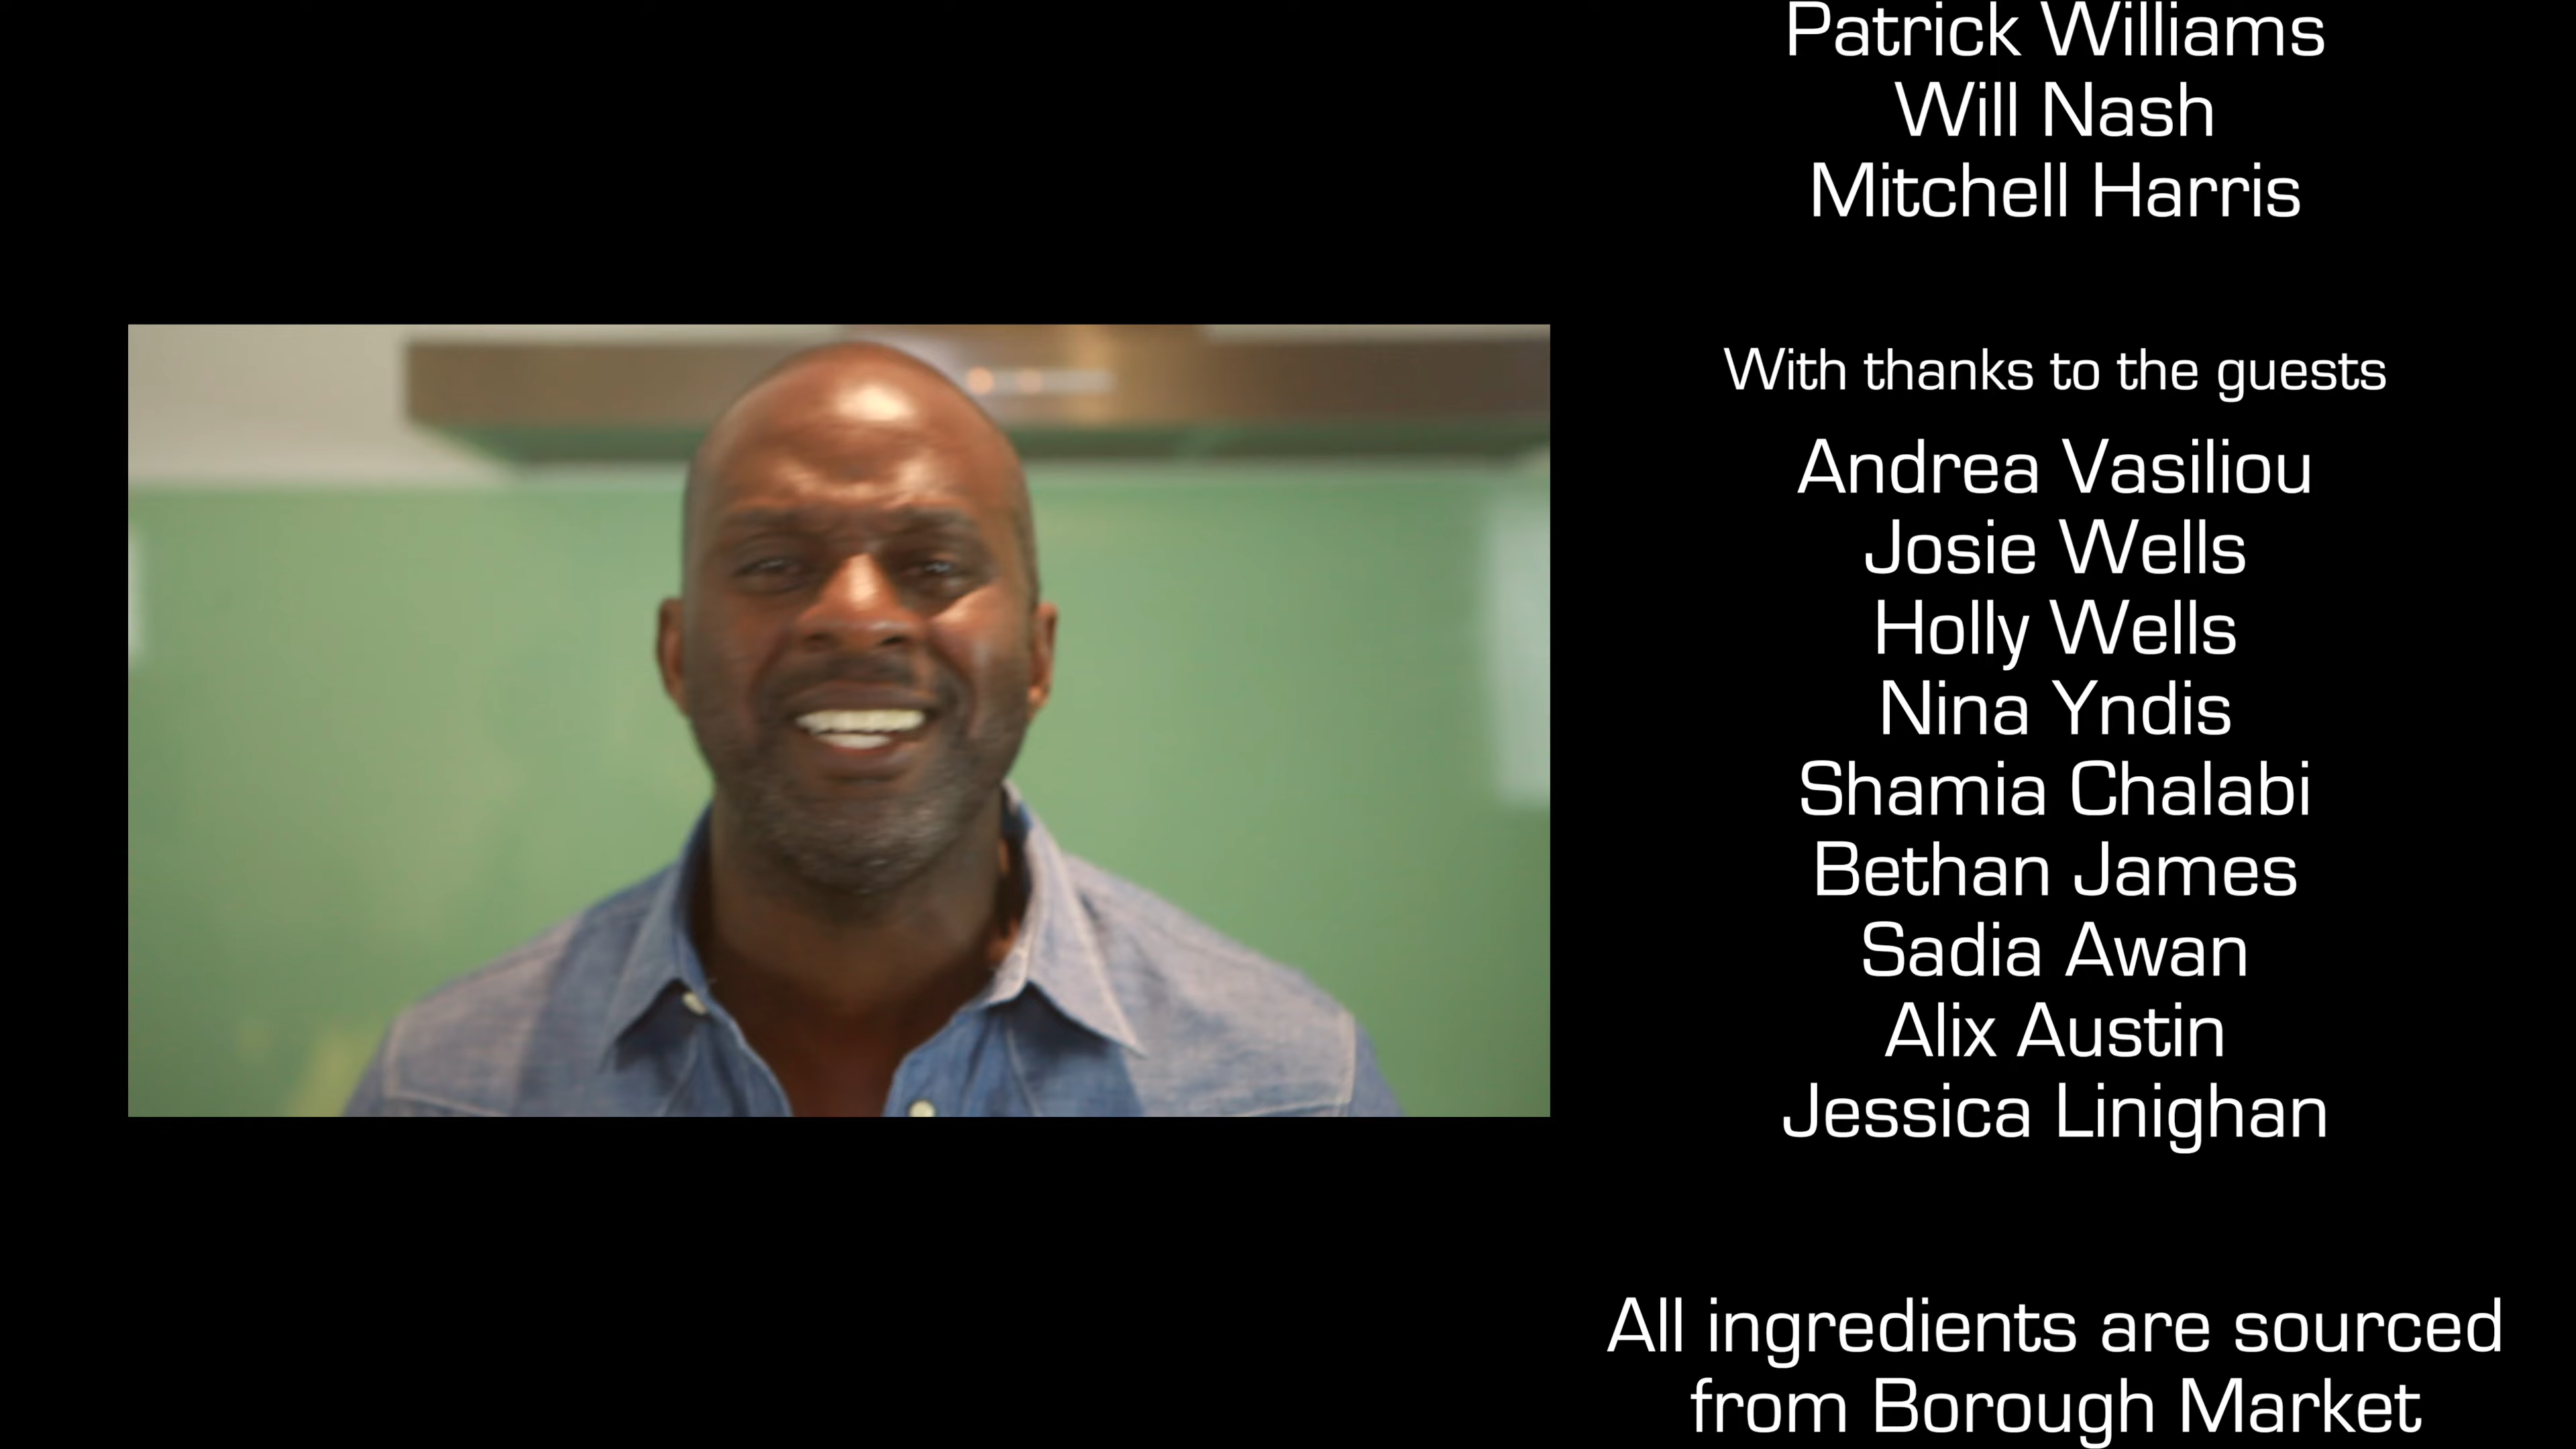 Patrick Williams
Will Nash
Mitchell Harris
With thanks to the guests
Andrea Vasiliou
Josie Wells
Holly Wells
Nina Yndis
Shamia Chalabi
Bethan James
Sadia Awan
Alix Austin
Jessica Linighan
All ingredients are sourced
from Borough Market